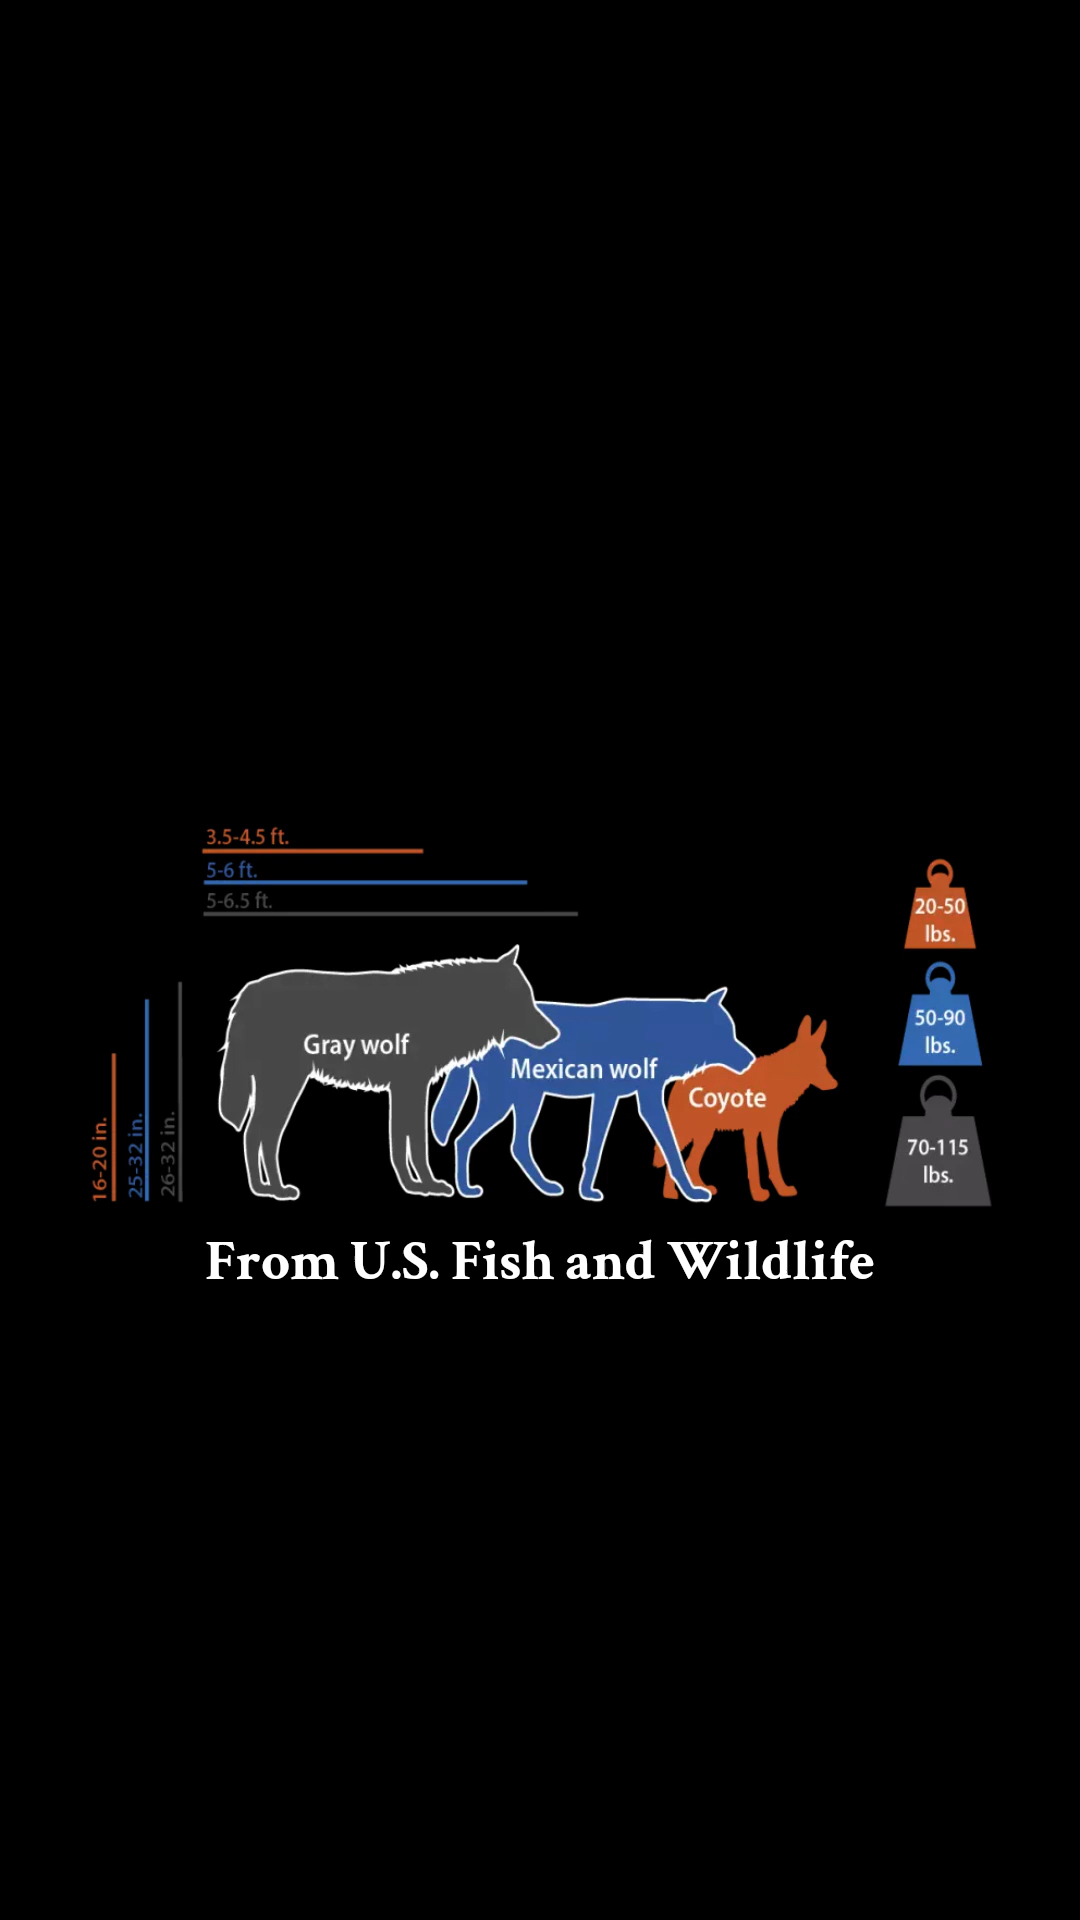 3.5-4.5 ft.
5-6 ft.
5-6.5 ft.
20-50
lbs.
50-90
lbs.
70-115
lbs.
Gray wolf
Mexican wolf
Coyote
16-20 in.
25-32 in.
26-32 in.
From U.S. Fish and Wildlife